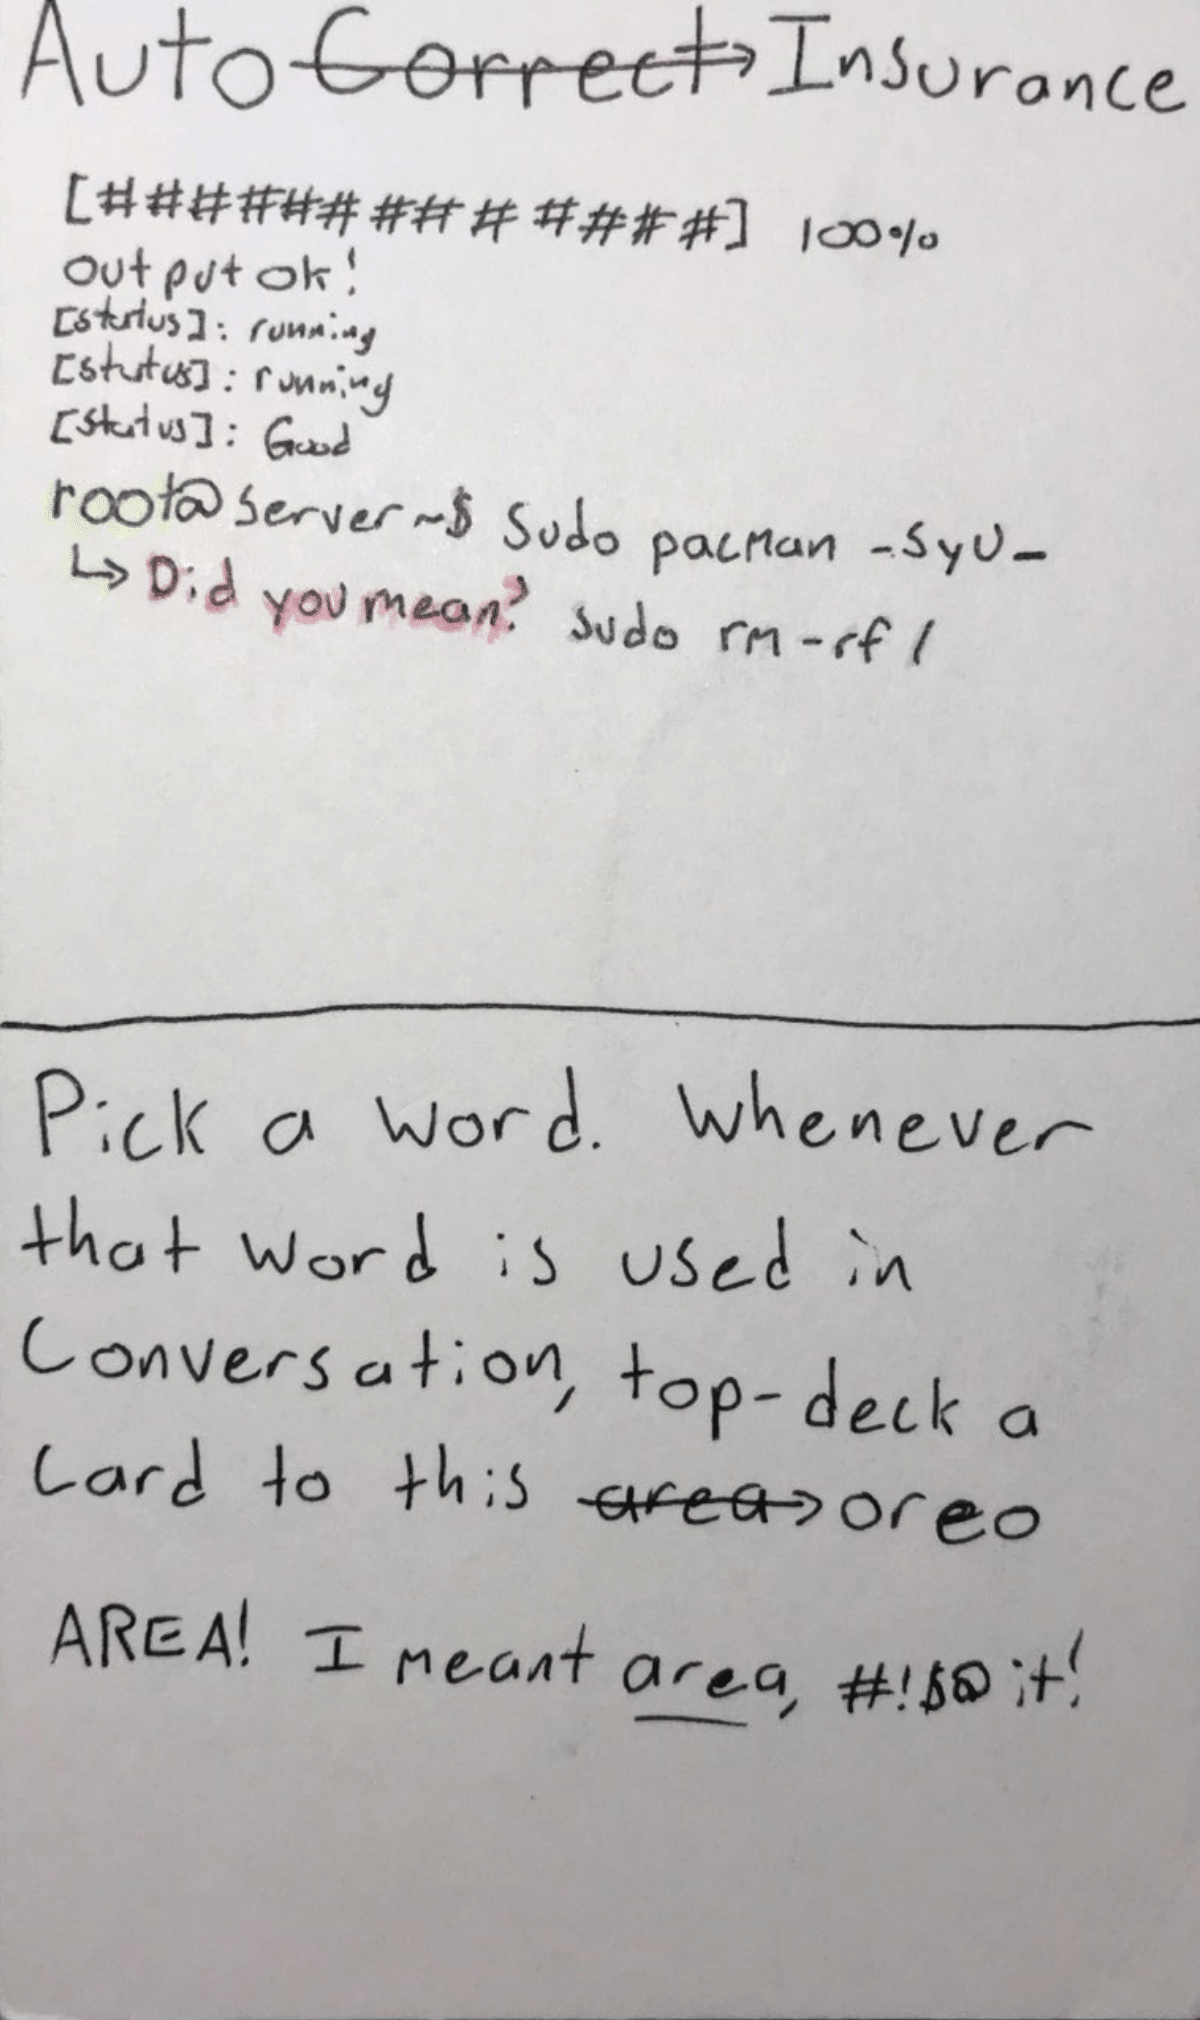 Auto Correct→ Insurance
[##############] 100%
output ok!
[status]: running
[status]: running
[status]: Good
root@server~$ sudo pacman -SyU_
↳ Did you mean? sudo rm -rf /
Pick a word. Whenever
that word is used in
Conversation, top-deck a
Card to this area→ oreo
AREA! I meant area, #!$@ it!